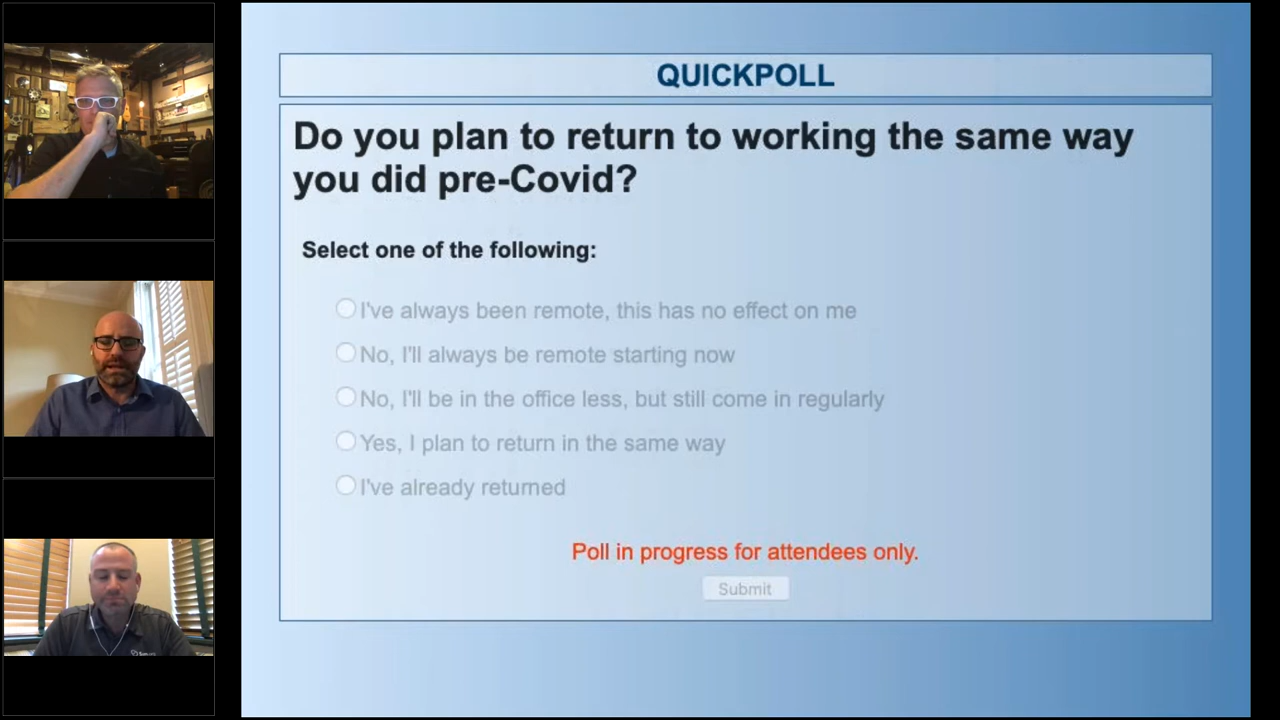 QUICKPOLL
Do you plan to return to working the same way
you did pre-Covid?
Select one of the following:
I've always been remote, this has no effect on me
No, I'll always be remote starting now
No, I'll be in the office less, but still come in regularly
Yes, I plan to return in the same way
I've already returned
Poll in progress for attendees only.
Submit